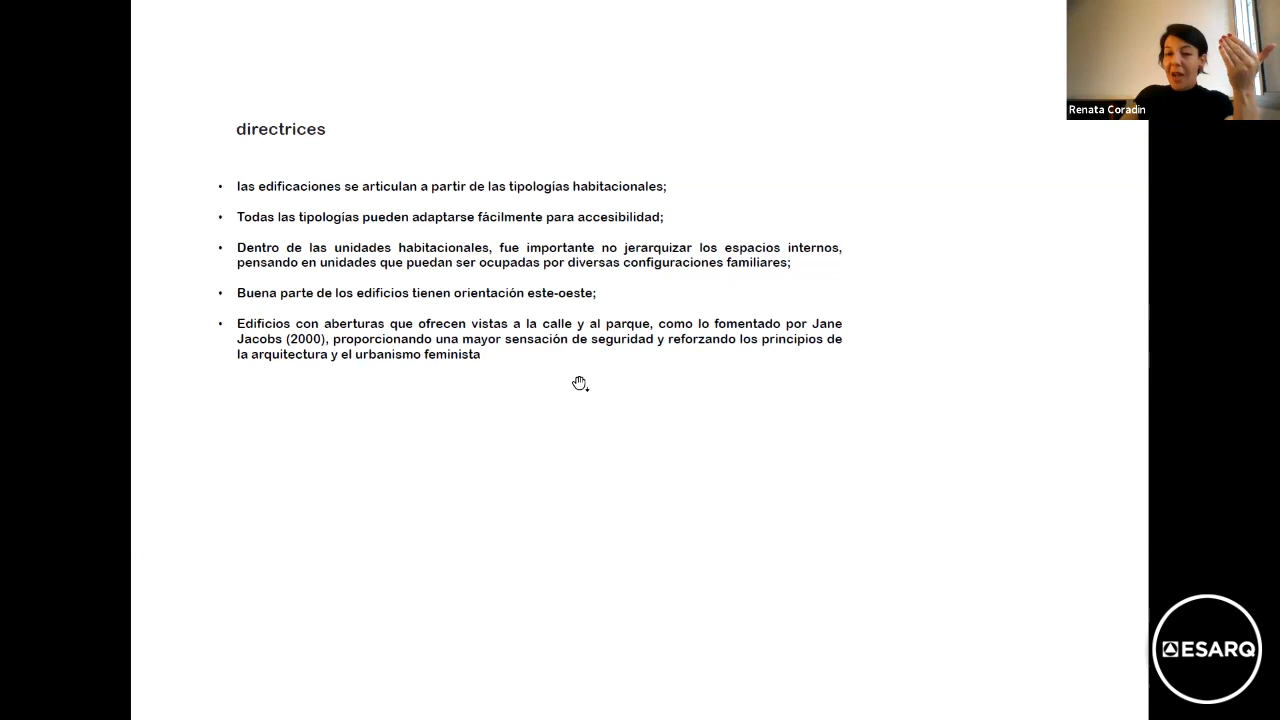 Renata Coradin
directrices
• las edificaciones se articulan a partir de las tipologías habitacionales;
• Todas las tipologías pueden adaptarse fácilmente para accesibilidad;
• Dentro de las unidades habitacionales, fue importante no jerarquizar los espacios internos,
pensando en unidades que puedan ser ocupadas por diversas configuraciones familiares;
• Buena parte de los edificios tienen orientación este-oeste;
• Edificios con aberturas que ofrecen vistas a la calle y al parque, como lo fomentado por Jane
Jacobs (2000), proporcionando una mayor sensación de seguridad y reforzando los principios de
la arquitectura y el urbanismo feminista
ESARQ